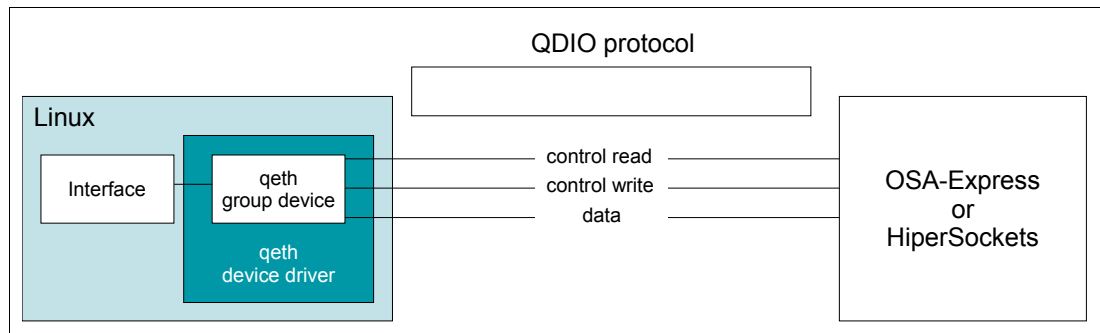 QDIO protocol
Linux
Interface
qeth
group device
qeth
device driver
control read
control write
data
OSA-Express
or
HiperSockets